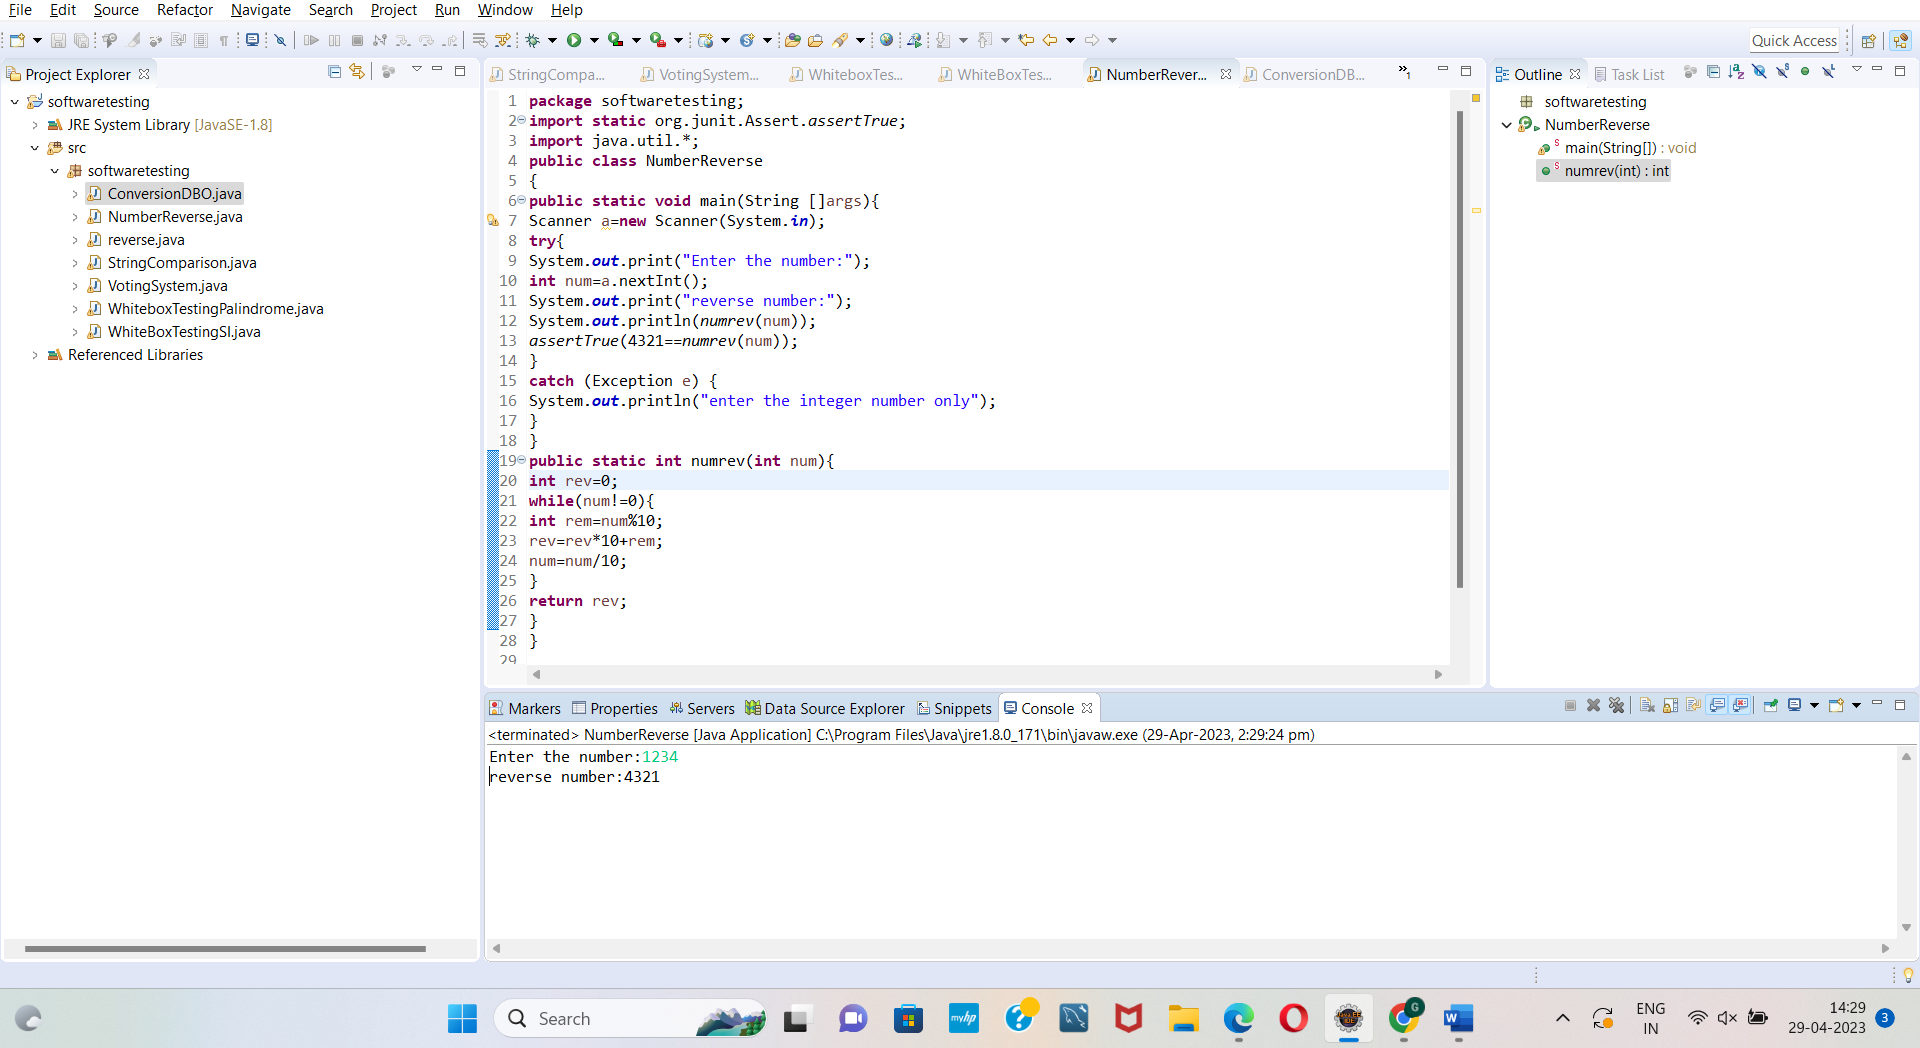 File Edit Source Refactor Navigate Search Project Run Window Help
Quick Access
Project Explorer
softwaretesting
JRE System Library [JavaSE-1.8]
src
softwaretesting
ConversionDBO.java
NumberReverse.java
reverse.java
StringComparison.java
VotingSystem.java
WhiteboxTestingPalindrome.java
WhiteBoxTestingSI.java
Referenced Libraries
StringCompa... VotingSystem... WhiteboxTes... WhiteBoxTes... NumberRever... ConversionDB... »1
1 package softwaretesting;
2 import static org.junit.Assert.assertTrue;
3 import java.util.*;
4 public class NumberReverse
5 {
6 public static void main(String []args){
7 Scanner a=new Scanner(System.in);
8 try{
9 System.out.print("Enter the number:");
10 int num=a.nextInt();
11 System.out.print("reverse number:");
12 System.out.println(numrev(num));
13 assertTrue(4321==numrev(num));
14 }
15 catch (Exception e) {
16 System.out.println("enter the integer number only");
17 }
18 }
19 public static int numrev(int num){
20 int rev=0;
21 while(num!=0){
22 int rem=num%10;
23 rev=rev*10+rem;
24 num=num/10;
25 }
26 return rev;
27 }
28 }
29
Outline Task List
softwaretesting
NumberReverse
main(String[]) : void
numrev(int) : int
Markers Properties Servers Data Source Explorer Snippets Console
<terminated> NumberReverse [Java Application] C:\Program Files\Java\jre1.8.0_171\bin\javaw.exe (29-Apr-2023, 2:29:24 pm)
Enter the number:1234
reverse number:4321
Search
myhp
G
W
ENG
IN
14:29
29-04-2023
3